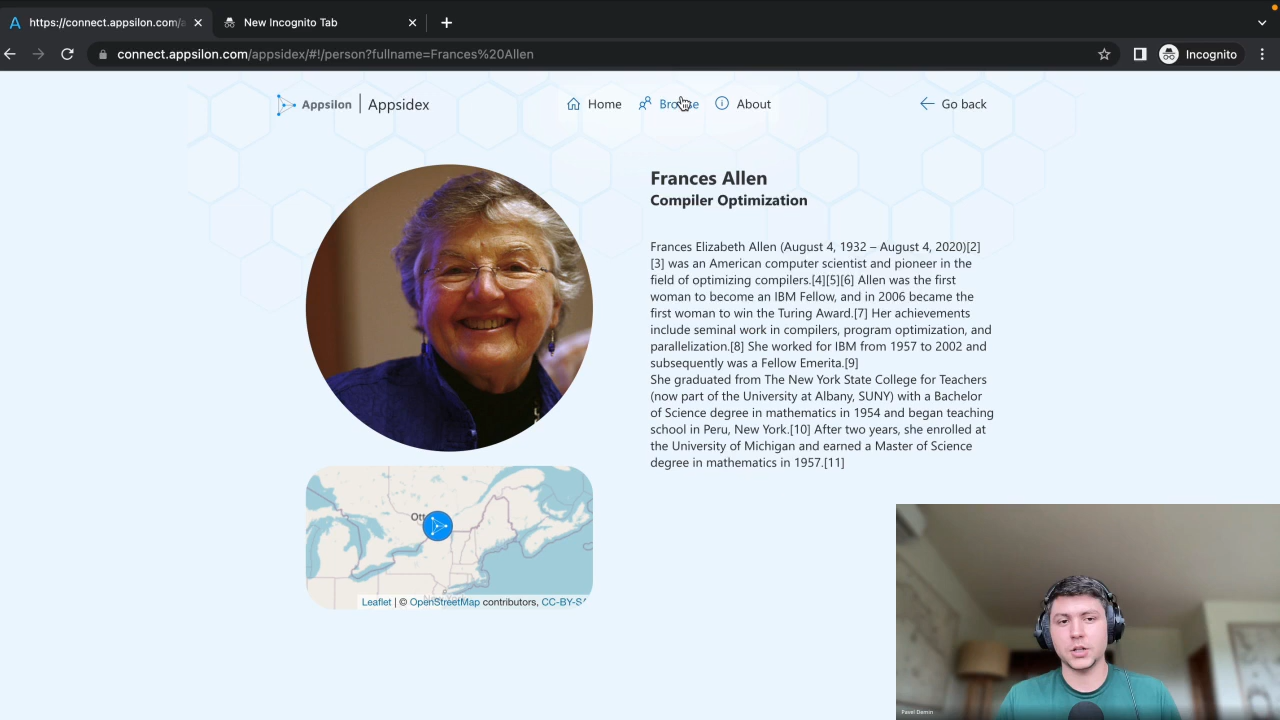 https://connect.appsilon.com/a
New Incognito Tab
connect.appsilon.com/appsidex/#!/person?fullname=Frances%20Allen
Incognito
Appsilon | Appsidex
Home
Browse
About
Go back
Frances Allen
Compiler Optimization
Frances Elizabeth Allen (August 4, 1932 – August 4, 2020)[2]
[3] was an American computer scientist and pioneer in the
field of optimizing compilers.[4][5][6] Allen was the first
woman to become an IBM Fellow, and in 2006 became the
first woman to win the Turing Award.[7] Her achievements
include seminal work in compilers, program optimization, and
parallelization.[8] She worked for IBM from 1957 to 2002 and
subsequently was a Fellow Emerita.[9]
She graduated from The New York State College for Teachers
(now part of the University at Albany, SUNY) with a Bachelor
of Science degree in mathematics in 1954 and began teaching
school in Peru, New York.[10] After two years, she enrolled at
the University of Michigan and earned a Master of Science
degree in mathematics in 1957.[11]
Ott
Leaflet | © OpenStreetMap contributors, CC-BY-SA
Pavel Demin